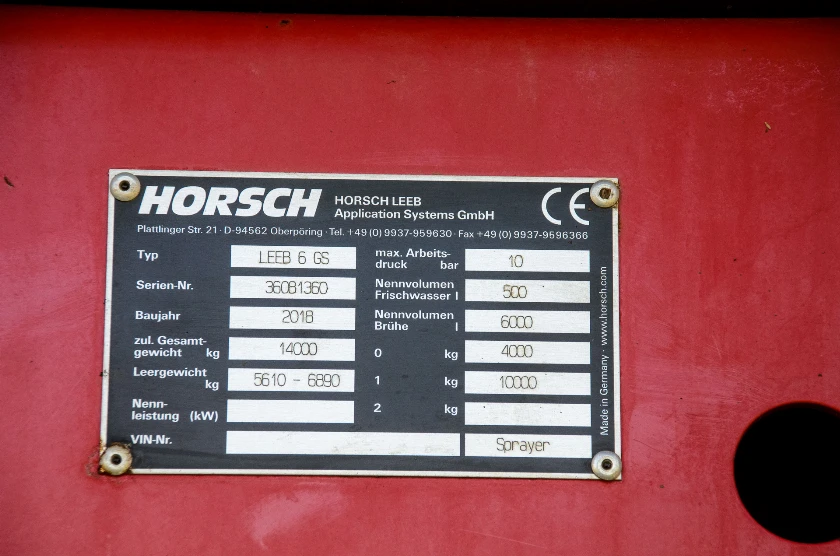 HORSCH
HORSCH LEEB
Application Systems GmbH
CE
Plattlinger Str. 21 · D-94562 Oberpöring · Tel. +49 (0) 9937-959630 · Fax +49 (0) 9937-9596366
Typ LEEB 6 GS
Serien-Nr. 36081360
Baujahr 2018
zul. Gesamt-
gewicht kg 14000
Leergewicht
kg 5610 - 6890
Nenn-
leistung (kW)
VIN-Nr.
max. Arbeits-
druck bar 10
Nennvolumen
Frischwasser l 500
Nennvolumen
Brühe l 6000
0 kg 4000
1 kg 10000
2 kg
Sprayer
Made in Germany · www.horsch.com